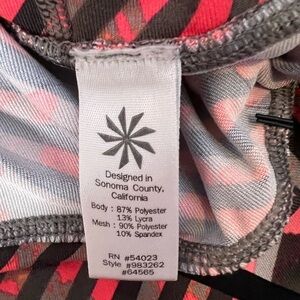 Designed in
Sonoma County,
California
Body : 87% Polyester
13% Lycra
Mesh : 90% Polyester
10% Spandex
RN #54023
Style #983262
#64565